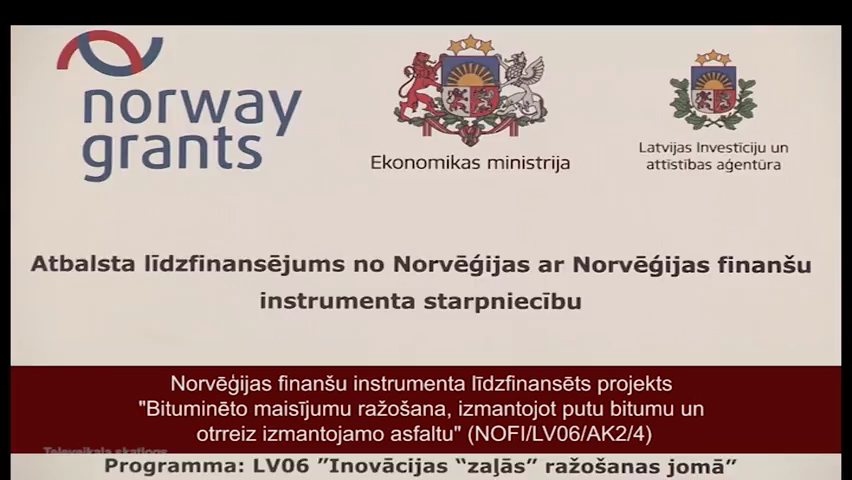 norway
grants
Ekonomikas ministrija
Latvijas Investīciju un
attīstības aģentūra
Atbalsta līdzfinansējums no Norvēģijas ar Norvēģijas finanšu
instrumenta starpniecību
Norvēģijas finanšu instrumenta līdzfinansēts projekts
"Bituminēto maisījumu ražošana, izmantojot putu bitumu un
otrreiz izmantojamo asfaltu" (NOFI/LV06/AK2/4)
Programma: LV06 ”Inovācijas “zaļās” ražošanas jomā”